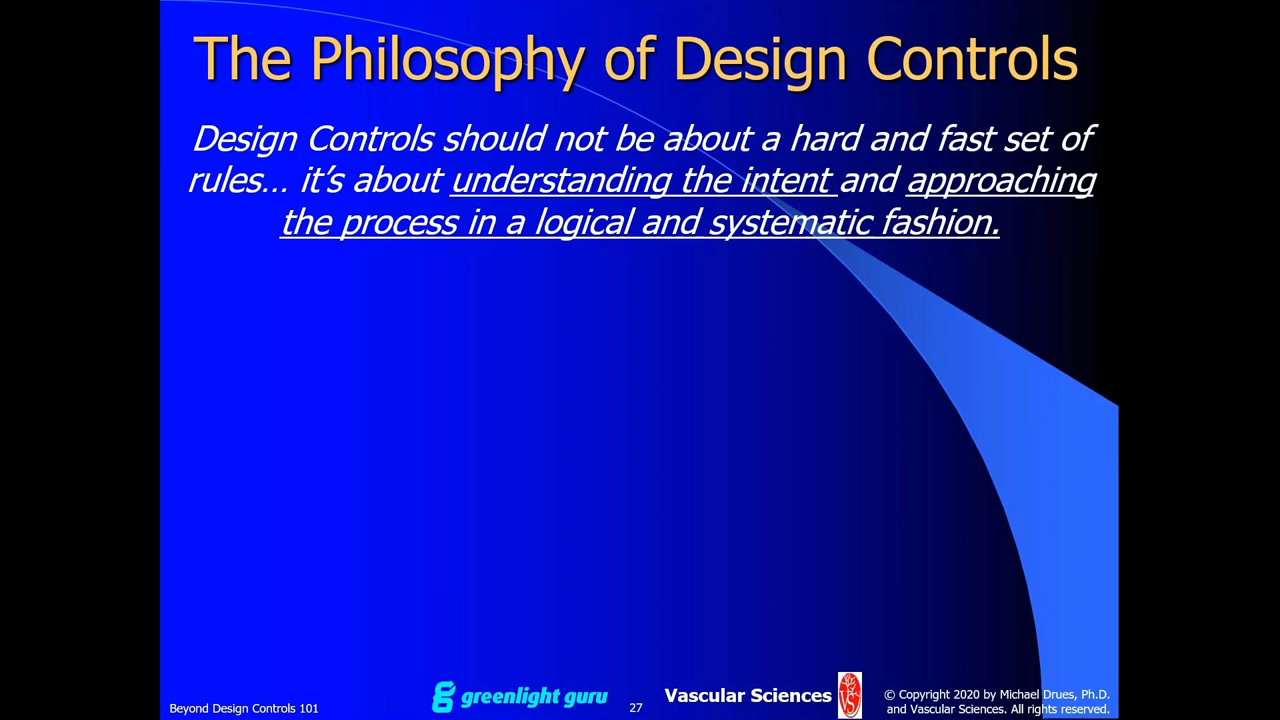 The Philosophy of Design Controls
Design Controls should not be about a hard and fast set of
rules… it’s about understanding the intent and approaching
the process in a logical and systematic fashion.
Beyond Design Controls 101
greenlight guru
27
Vascular Sciences
VS
© Copyright 2020 by Michael Drues, Ph.D.
and Vascular Sciences. All rights reserved.